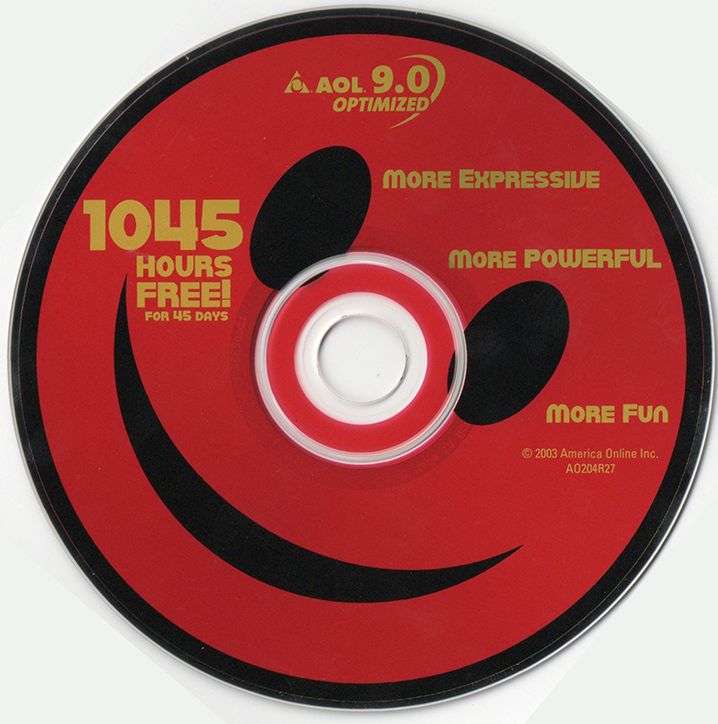 AOL 9.0
OPTIMIZED
1045
HOURS
FREE!
FOR 45 DAYS
MORE EXPRESSIVE
MORE POWERFUL
MORE FUN
© 2003 America Online Inc.
AO204R27